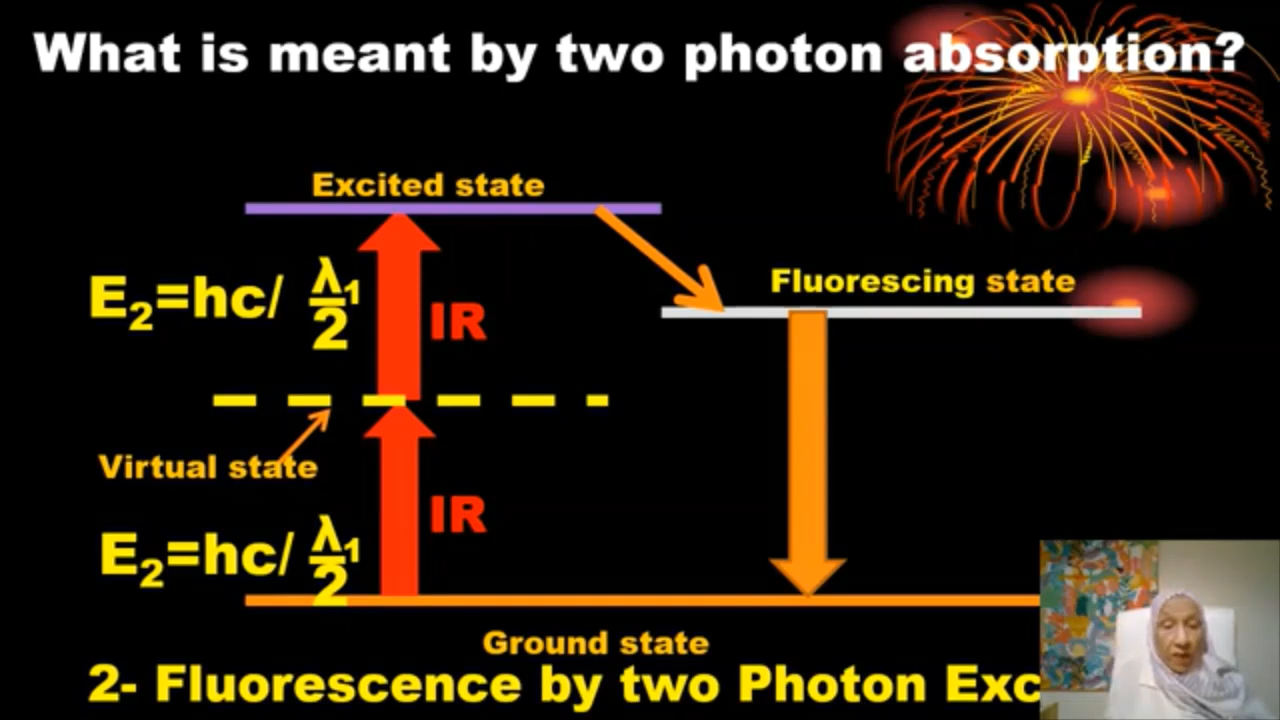 What is meant by two photon absorption?
Excited state
E₂=hc/ λ₁/2
IR
Fluorescing state
Virtual state
IR
E₂=hc/ λ₁/2
Ground state
2- Fluorescence by two Photon Exc